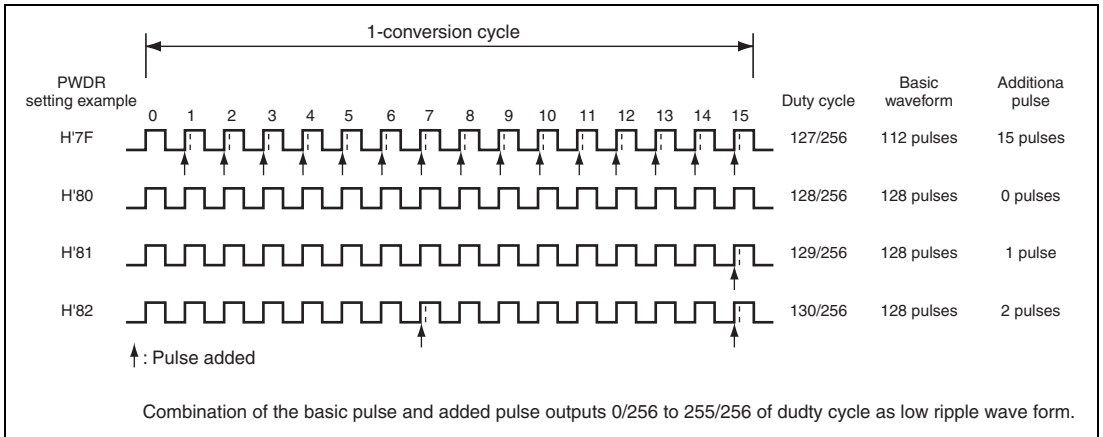 1-conversion cycle
PWDR
setting example
Duty cycle
Basic
waveform
Additiona
pulse
0 1 2 3 4 5 6 7 8 9 10 11 12 13 14 15
H'7F 127/256 112 pulses 15 pulses
H'80 128/256 128 pulses 0 pulses
H'81 129/256 128 pulses 1 pulse
H'82 130/256 128 pulses 2 pulses
: Pulse added
Combination of the basic pulse and added pulse outputs 0/256 to 255/256 of dudty cycle as low ripple wave form.